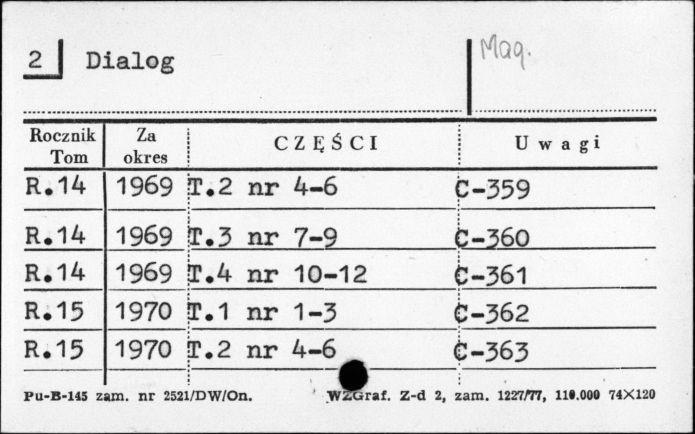 2 Dialog Mag.
Rocznik Tom Za okres CZĘŚCI Uwagi
R.14 1969 T.2 nr 4-6 C-359
R.14 1969 T.3 nr 7-9 C-360
R.14 1969 T.4 nr 10-12 C-361
R.15 1970 T.1 nr 1-3 C-362
R.15 1970 T.2 nr 4-6 C-363
Pu-B-145 zam. nr 2521/DW/On. WZGraf. Z-d 2, zam. 1227/77, 110.000 74×120